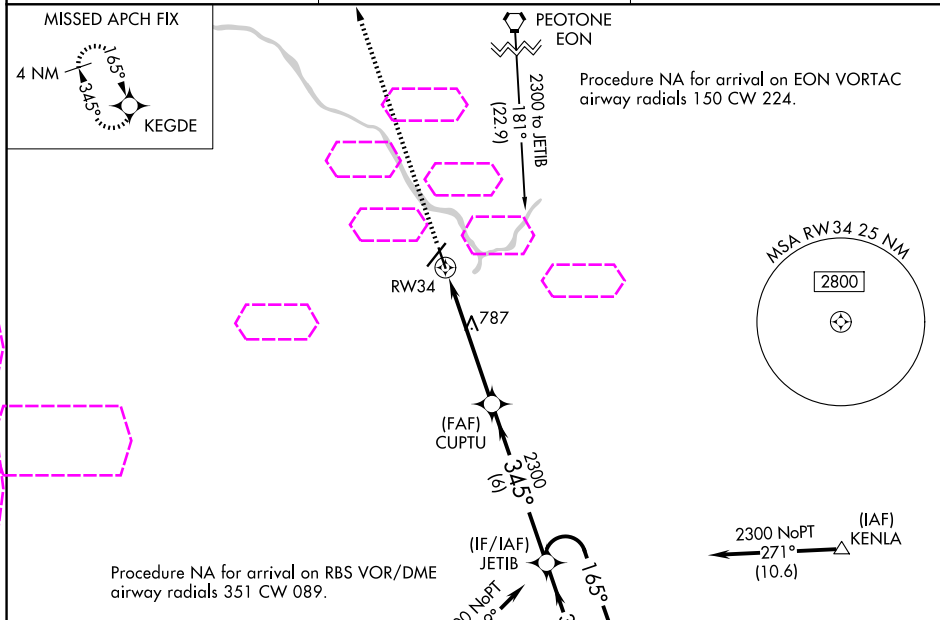 MISSED APCH FIX
4 NM
165°
345°
KEGDE
PEOTONE
EON
2300 to JETIB
181°
(22.9)
Procedure NA for arrival on EON VORTAC
airway radials 150 CW 224.
MSA RW34 25 NM
2800
RW34
787
(FAF)
CUPTU
2300
345°
(6)
(IF/IAF)
JETIB
165°
2300 NoPT
271°
(10.6)
(IAF)
KENLA
Procedure NA for arrival on RBS VOR/DME
airway radials 351 CW 089.
NoPT